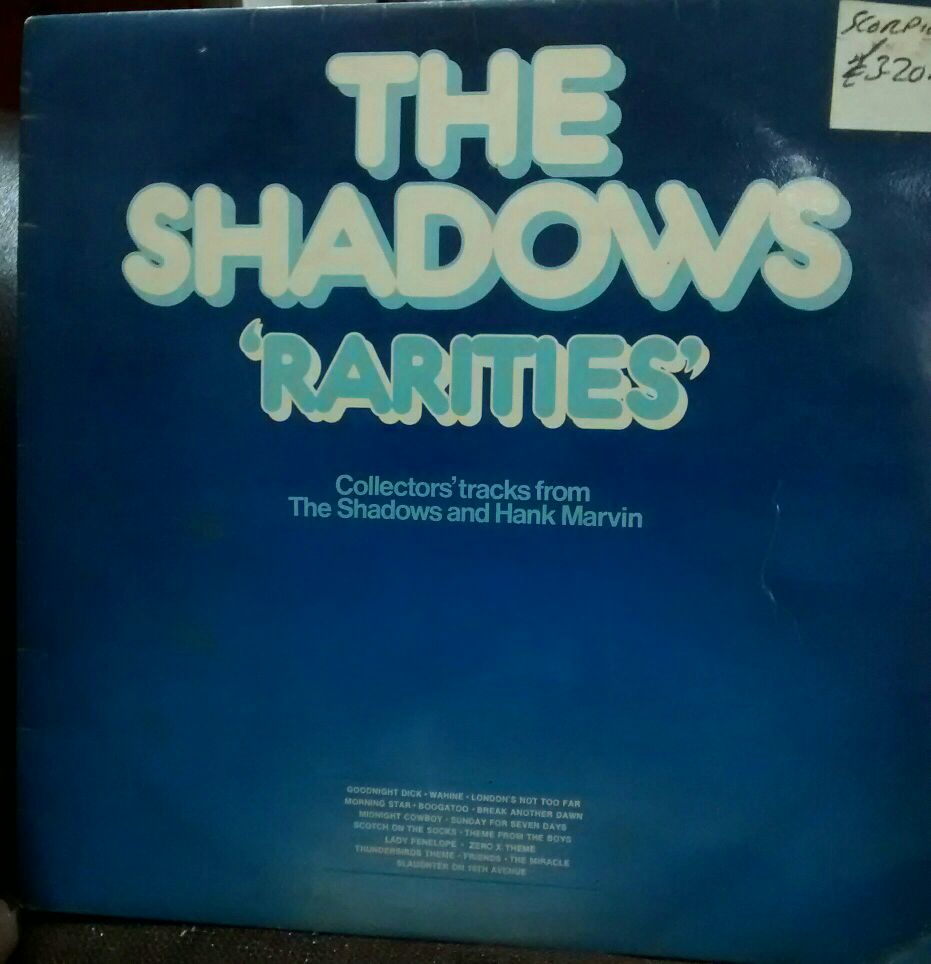 SCORPIO
£3.20
THE
SHADOWS
'RARITIES'
Collectors' tracks from
The Shadows and Hank Marvin
GOODNIGHT DICK • WAHINE • LONDON'S NOT TOO FAR
MORNING STAR • BOOGATOO • BREAK ANOTHER DAWN
MIDNIGHT COWBOY • SUNDAY FOR SEVEN DAYS
SCOTCH ON THE SOCKS • THEME FROM THE BOYS
LADY PENELOPE • ZERO X THEME
THUNDERBIRDS THEME • FRIENDS • THE MIRACLE
SLAUGHTER ON 10TH AVENUE